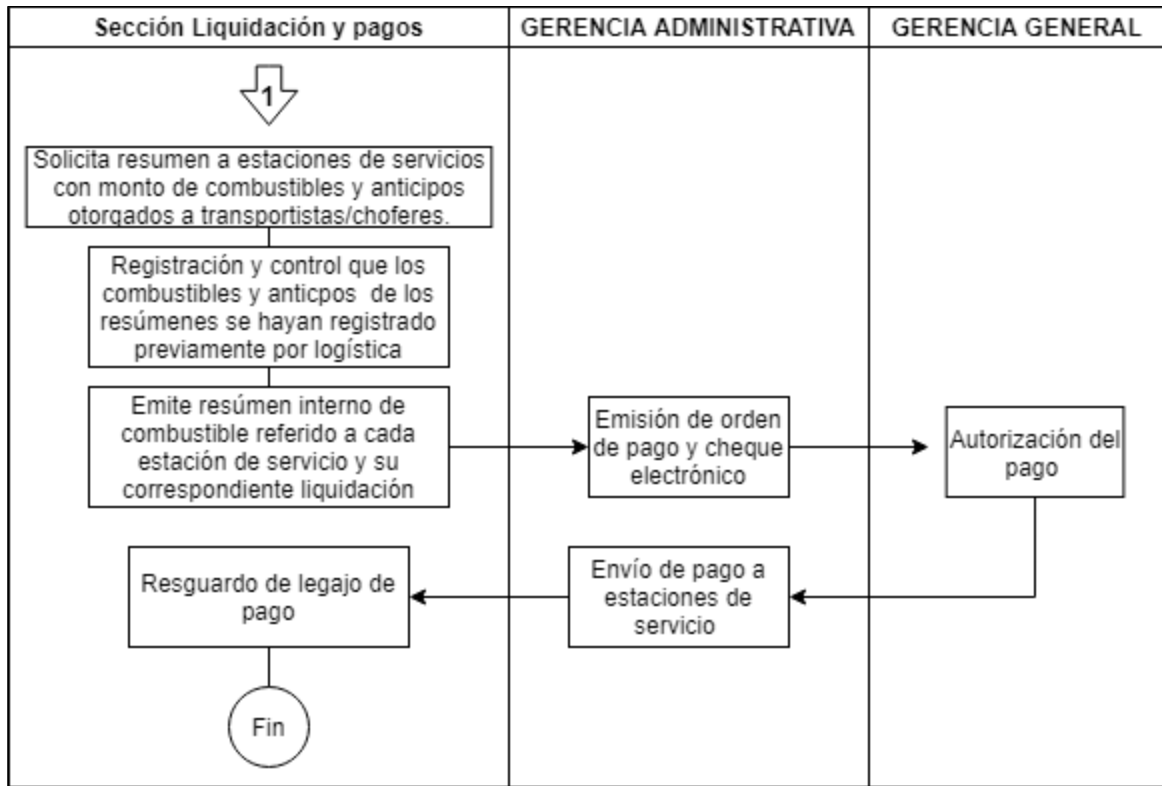 Sección Liquidación y pagos
GERENCIA ADMINISTRATIVA
GERENCIA GENERAL
1
Solicita resumen a estaciones de servicios
con monto de combustibles y anticipos
otorgados a transportistas/choferes.
Registración y control que los
combustibles y anticpos de los
resúmenes se hayan registrado
previamente por logística
Emite resúmen interno de
combustible referido a cada
estación de servicio y su
correspondiente liquidación
Emisión de orden
de pago y cheque
electrónico
Autorización del
pago
Envío de pago a
estaciones de
servicio
Resguardo de legajo de
pago
Fin